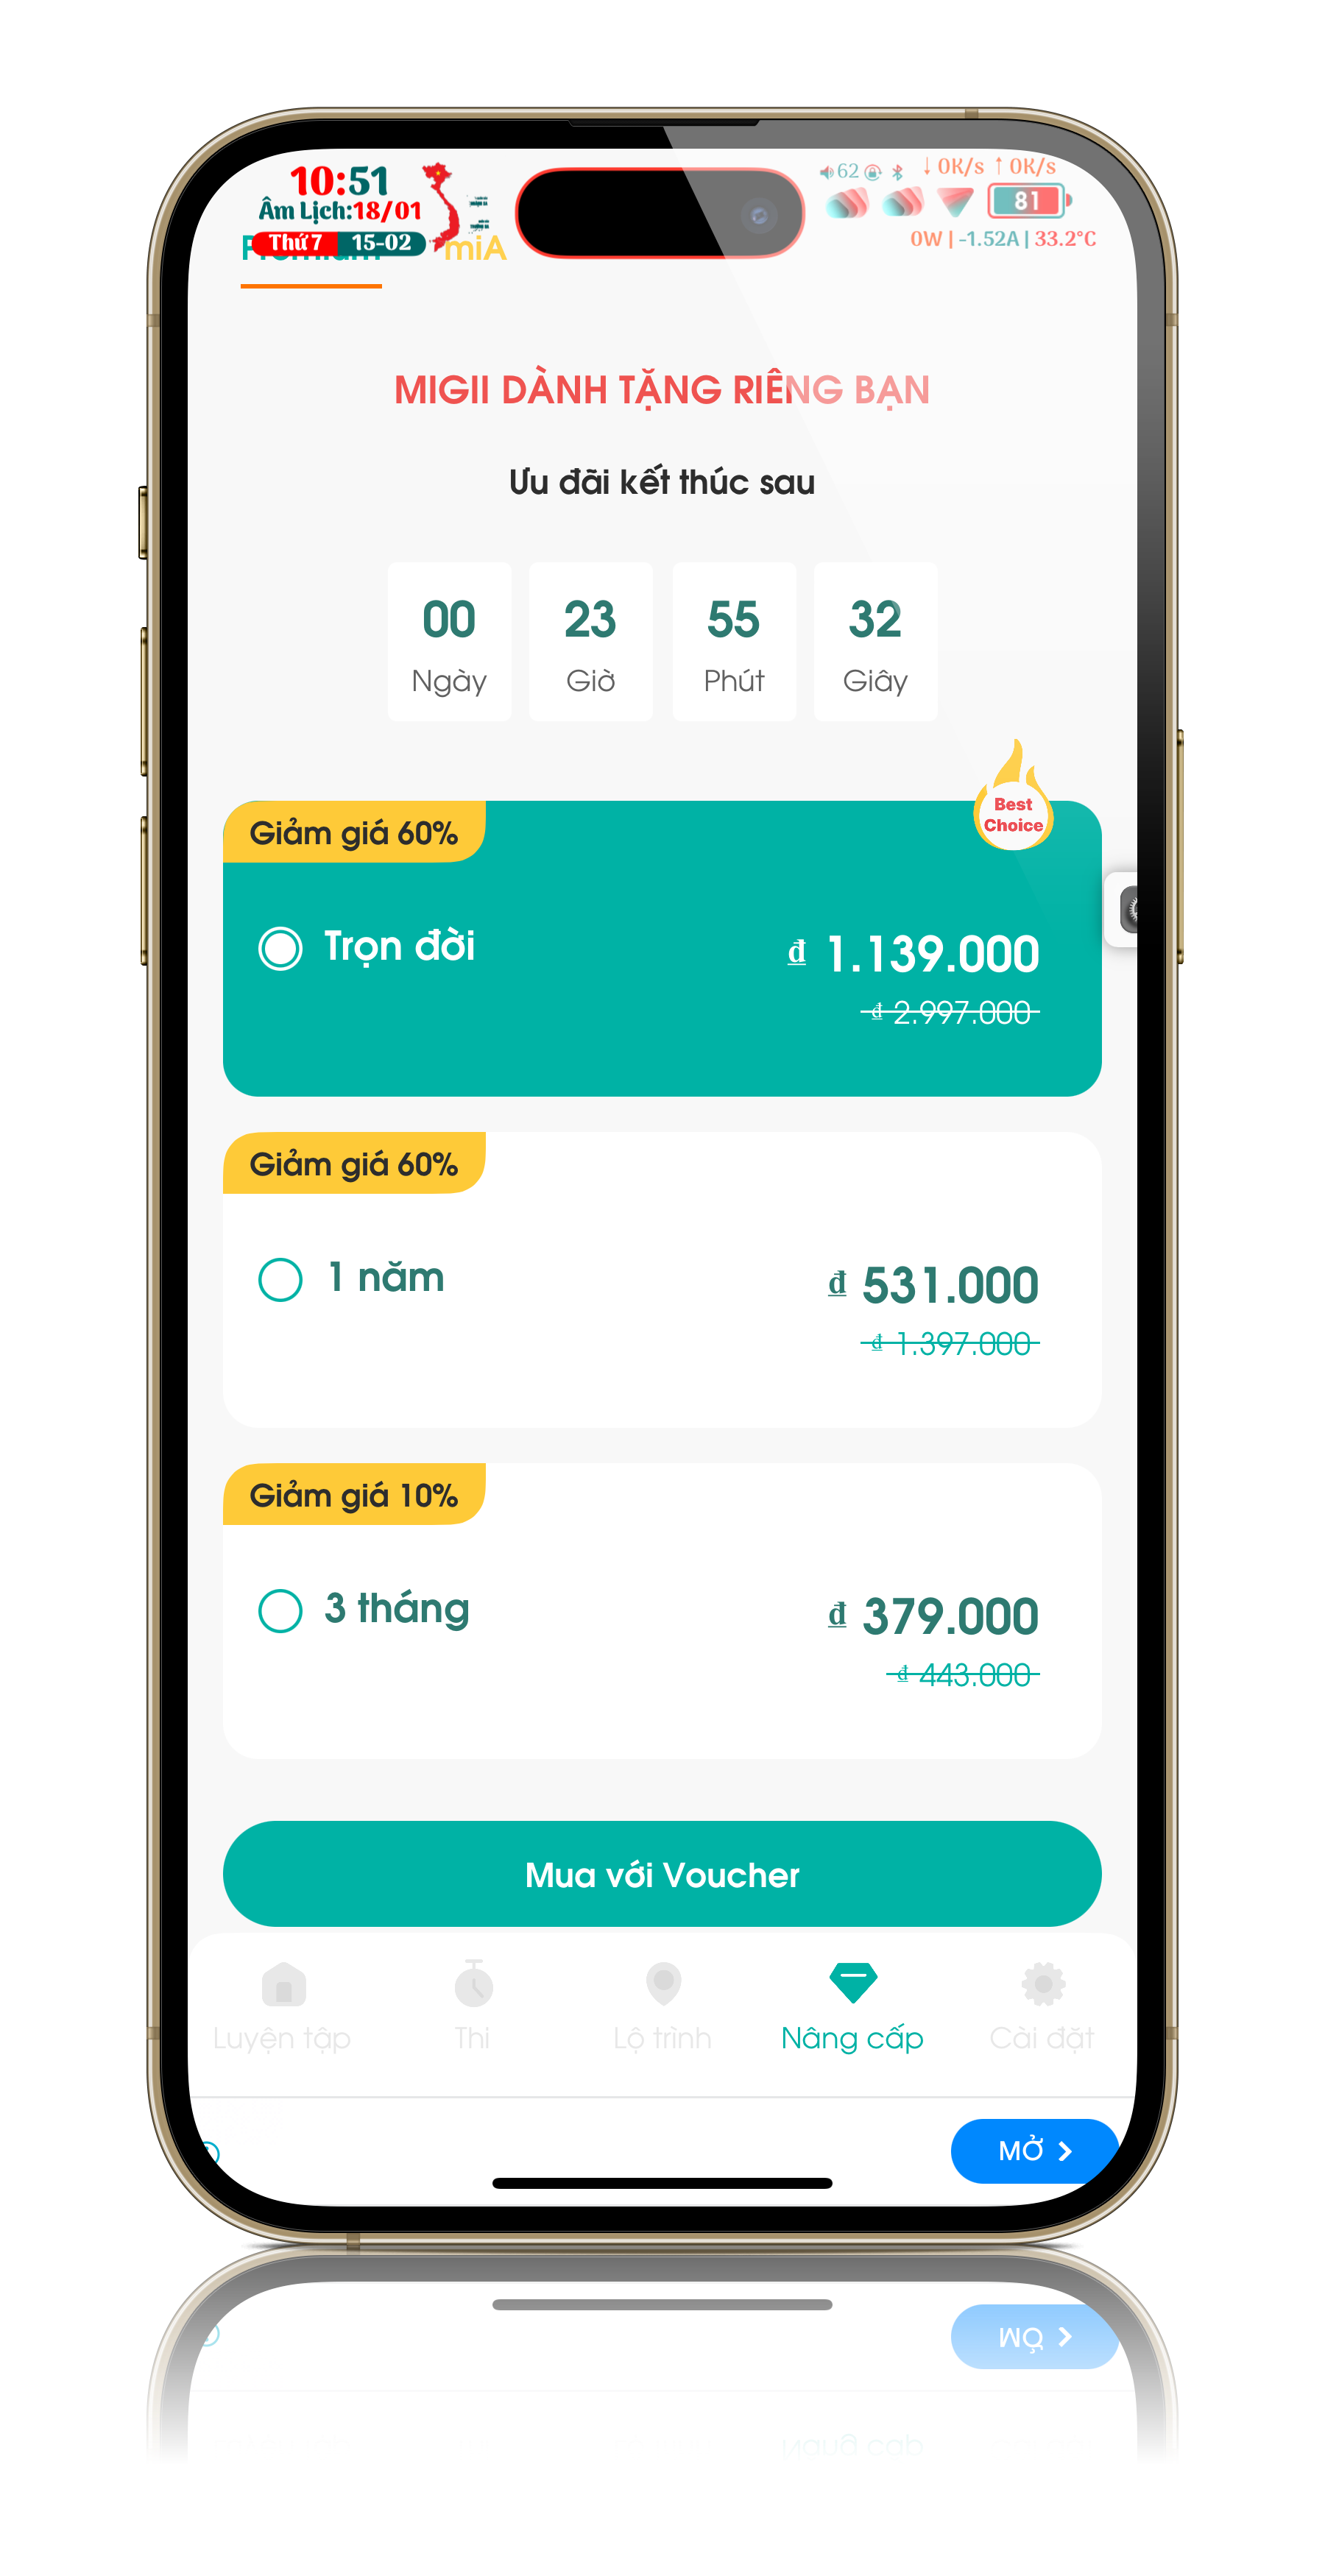 10:51
Âm Lịch:18/01
Thứ 7 15-02
62
↓ 0K/s ↑ 0K/s
81
0W | -1.52A | 33.2°C
miA
MIGII DÀNH TẶNG RIÊNG BẠN
Ưu đãi kết thúc sau
00 23 55 32
Ngày Giờ Phút Giây
Best
Choice
Giảm giá 60%
Trọn đời
₫ 1.139.000
₫ 2.997.000
Giảm giá 60%
1 năm
₫ 531.000
₫ 1.397.000
Giảm giá 10%
3 tháng
₫ 379.000
₫ 443.000
Mua với Voucher
Luyện tập Thi Lộ trình Nâng cấp Cài đặt
MỞ